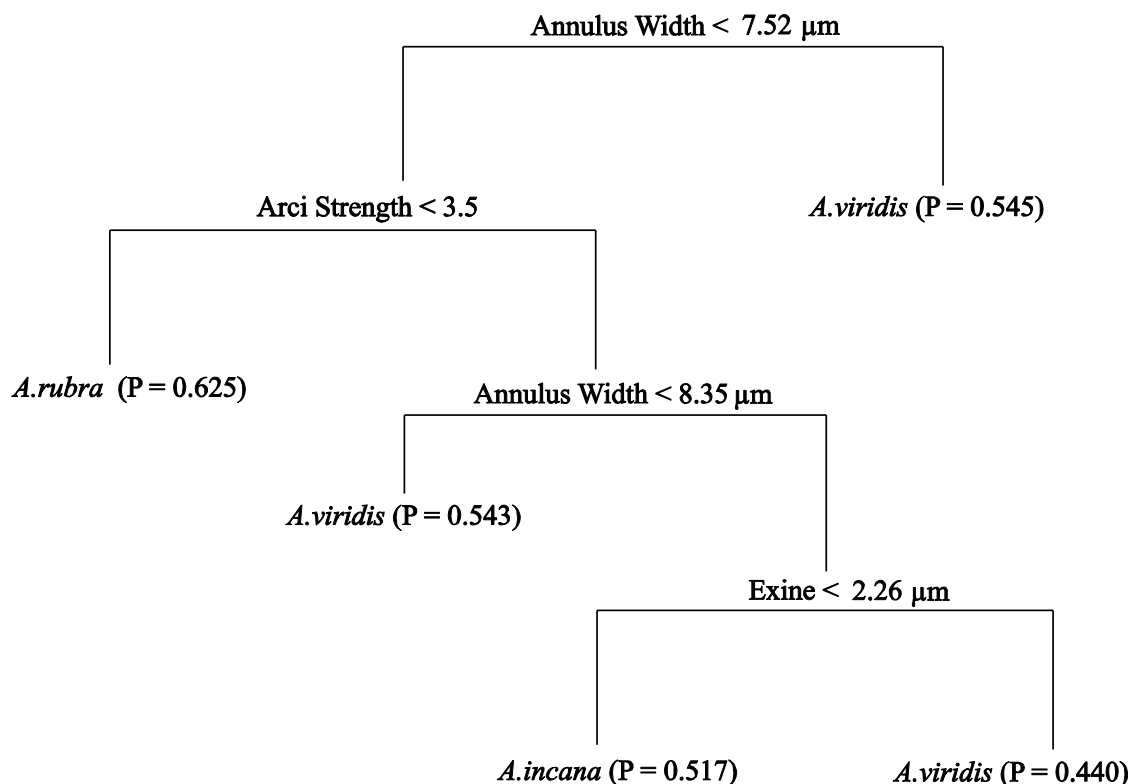 Annulus Width < 7.52 µm
Arci Strength < 3.5
A.viridis (P = 0.545)
A.rubra (P = 0.625)
Annulus Width < 8.35 µm
A.viridis (P = 0.543)
Exine < 2.26 µm
A.incana (P = 0.517)
A.viridis (P = 0.440)